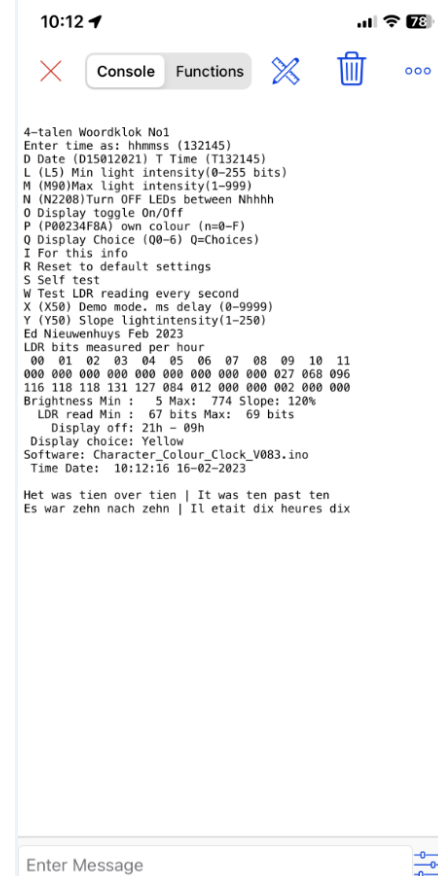 10:12
78
Console Functions
4-talen Woordklok No1
Enter time as: hhmmss (132145)
D Date (D15012021) T Time (T132145)
L (L5) Min light intensity(0-255 bits)
M (M90)Max light intensity(1-999)
N (N2208)Turn OFF LEDs between Nhhhh
O Display toggle On/Off
P (P00234F8A) own colour (n=0-F)
Q Display Choice (Q0-6) Q=Choices)
I For this info
R Reset to default settings
S Self test
W Test LDR reading every second
X (X50) Demo mode. ms delay (0-9999)
Y (Y50) Slope lightintensity(1-250)
Ed Nieuwenhuys Feb 2023
LDR bits measured per hour
00 01 02 03 04 05 06 07 08 09 10 11
000 000 000 000 000 000 000 000 000 027 068 096
116 118 118 131 127 084 012 000 000 002 000 000
Brightness Min : 5 Max: 774 Slope: 120%
LDR read Min : 67 bits Max: 69 bits
Display off: 21h - 09h
Display choice: Yellow
Software: Character_Colour_Clock_V083.ino
Time Date: 10:12:16 16-02-2023
Het was tien over tien | It was ten past ten
Es war zehn nach zehn | Il etait dix heures dix
Enter Message